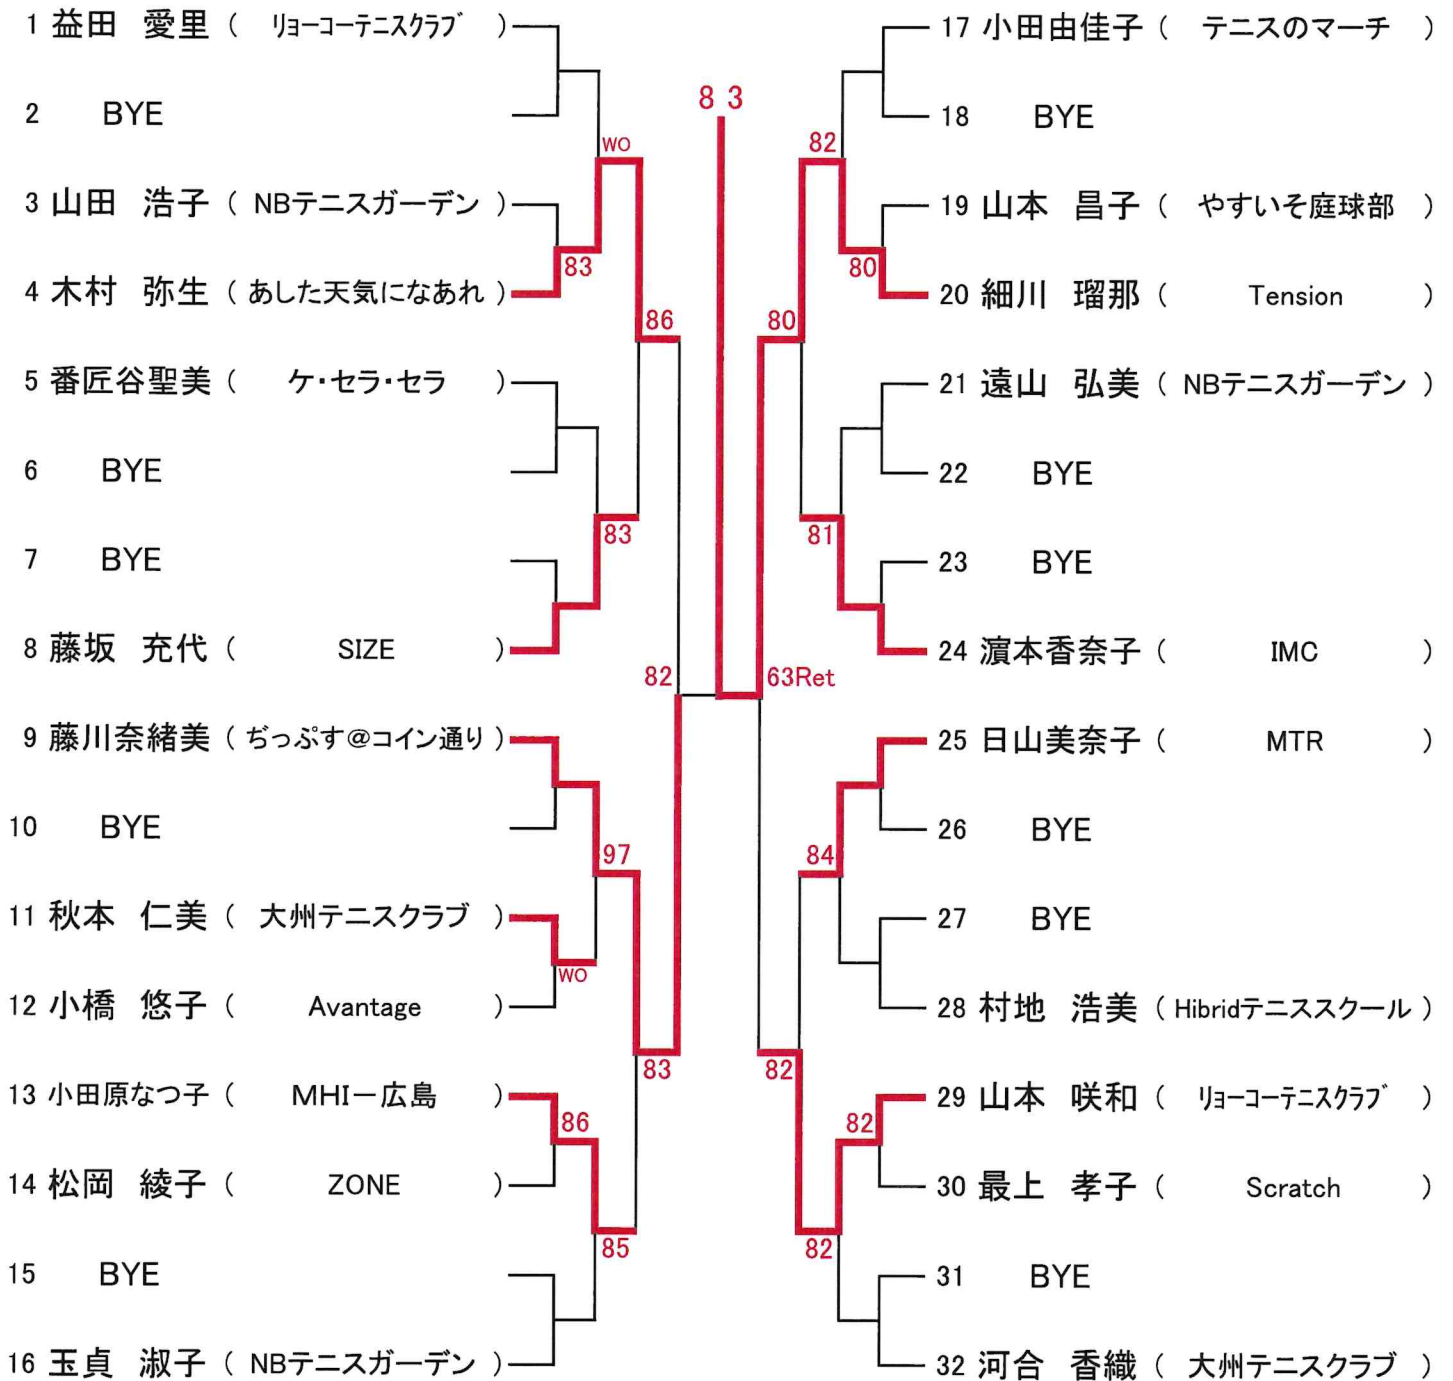 1 益田 愛里 ( リョーコーテニスクラブ )
2 BYE
3 山田 浩子 ( NBテニスガーデン )
4 木村 弥生 ( あした天気になあれ )
5 番匠谷聖美 ( ケ・セラ・セラ )
6 BYE
7 BYE
8 藤坂 充代 ( SIZE )
9 藤川奈緒美 ( ぢっぷす@コイン通り )
10 BYE
11 秋本 仁美 ( 大州テニスクラブ )
12 小橋 悠子 ( Avantage )
13 小田原なつ子 ( MHI-広島 )
14 松岡 綾子 ( ZONE )
15 BYE
16 玉貞 淑子 ( NBテニスガーデン )
83
WO
83
97
WO
86
85
86
83
82
8 3
63Ret
80
82
82
80
81
84
82
82
17 小田由佳子 ( テニスのマーチ )
18 BYE
19 山本 昌子 ( やすいそ庭球部 )
20 細川 瑠那 ( Tension )
21 遠山 弘美 ( NBテニスガーデン )
22 BYE
23 BYE
24 濵本香奈子 ( IMC )
25 日山美奈子 ( MTR )
26 BYE
27 BYE
28 村地 浩美 ( Hibridテニススクール )
29 山本 咲和 ( リョーコーテニスクラブ )
30 最上 孝子 ( Scratch )
31 BYE
32 河合 香織 ( 大州テニスクラブ )